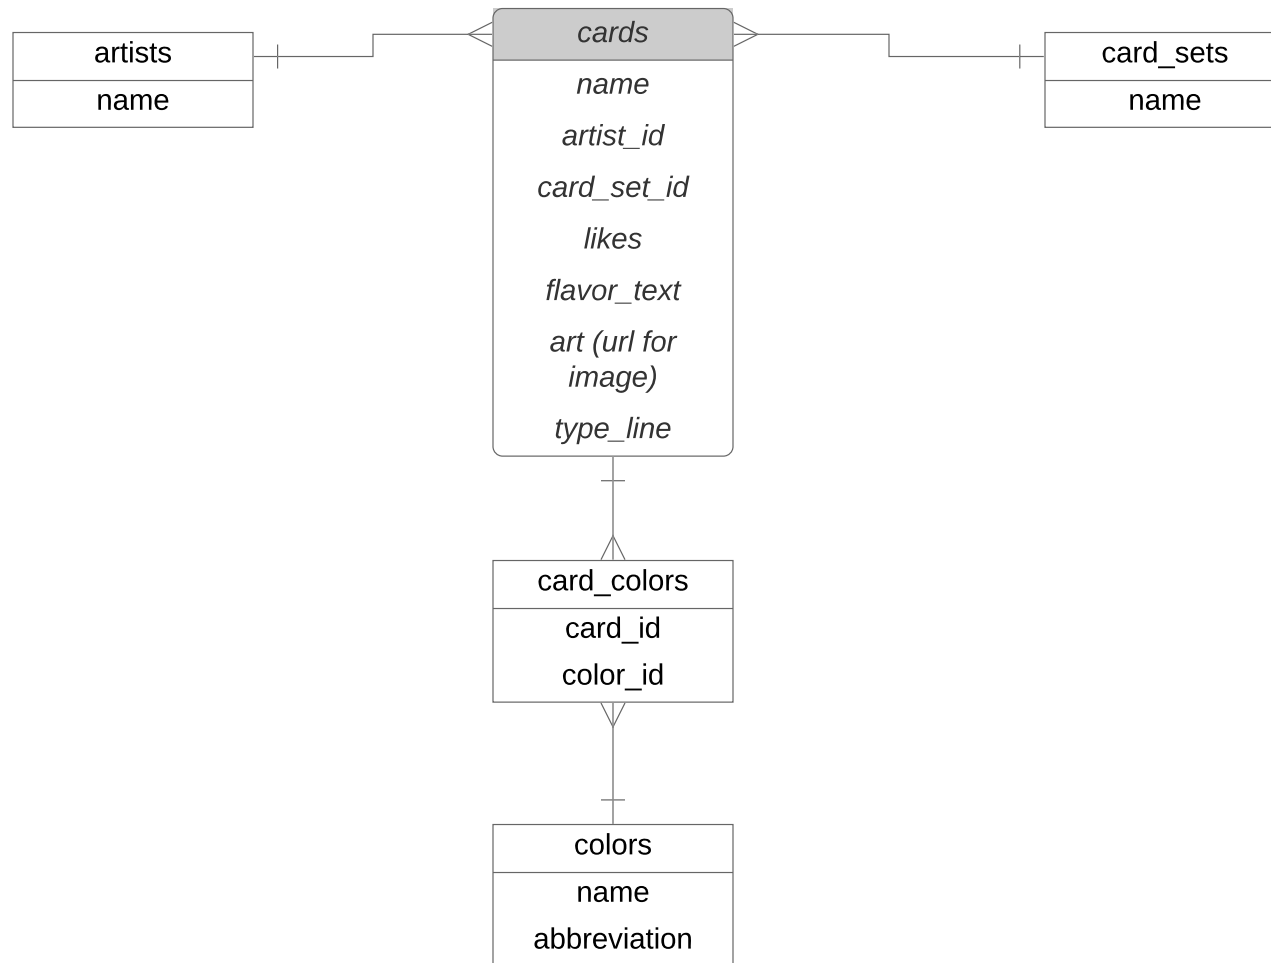 artists
name
cards
name
artist_id
card_set_id
likes
flavor_text
art (url for
image)
type_line
card_sets
name
card_colors
card_id
color_id
colors
name
abbreviation